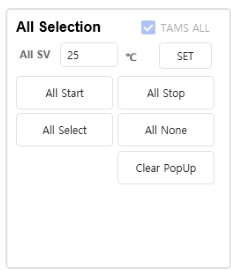 All Selection TAMS ALL
All SV 25 °C SET
All Start All Stop
All Select All None
Clear PopUp